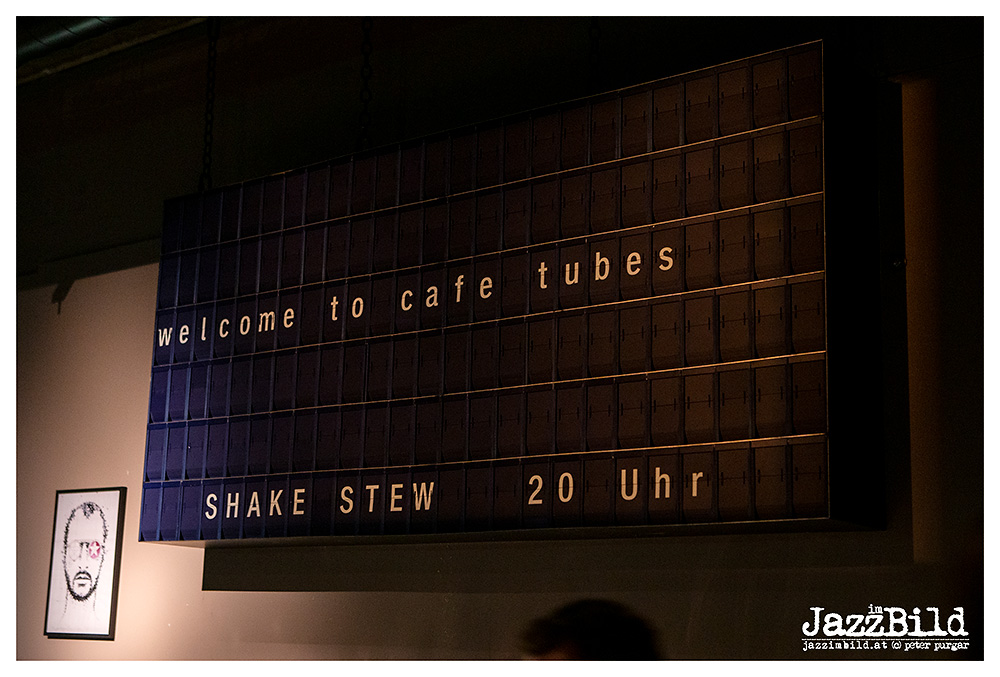 welcome to cafe tubes
SHAKE STEW 20 Uhr
im
JazzBild
jazzimbild.at © peter purgar